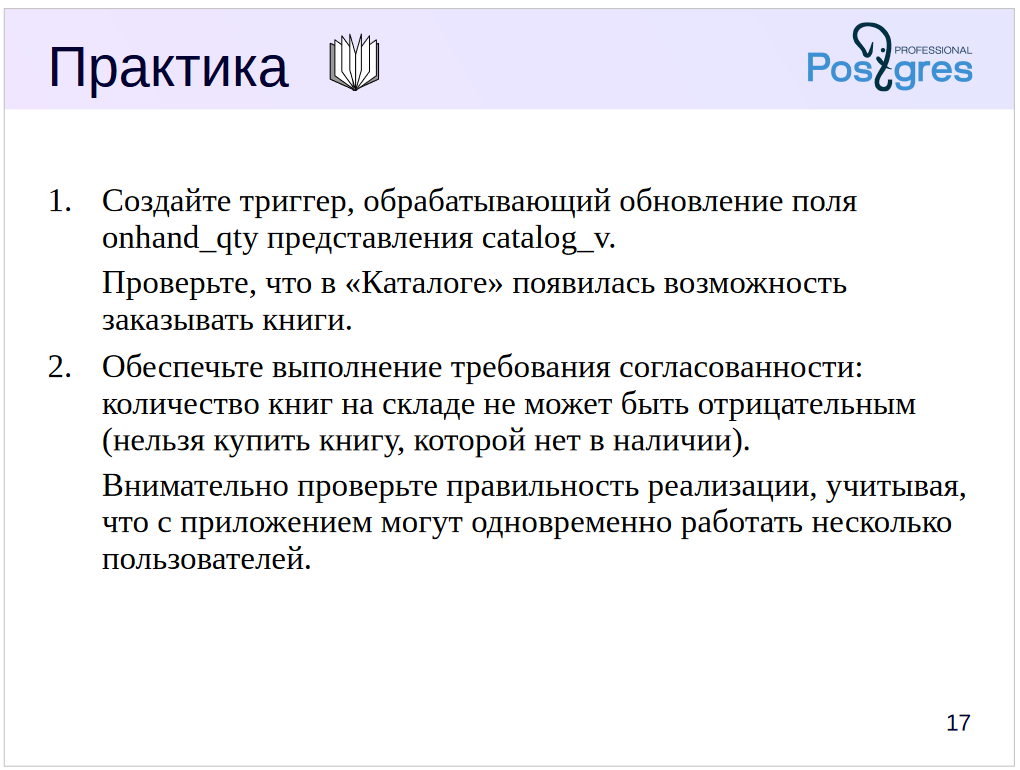 Практика
PROFESSIONAL
Postgres
1. Создайте триггер, обрабатывающий обновление поля
onhand_qty представления catalog_v.
Проверьте, что в «Каталоге» появилась возможность
заказывать книги.
2. Обеспечьте выполнение требования согласованности:
количество книг на складе не может быть отрицательным
(нельзя купить книгу, которой нет в наличии).
Внимательно проверьте правильность реализации, учитывая,
что с приложением могут одновременно работать несколько
пользователей.
17